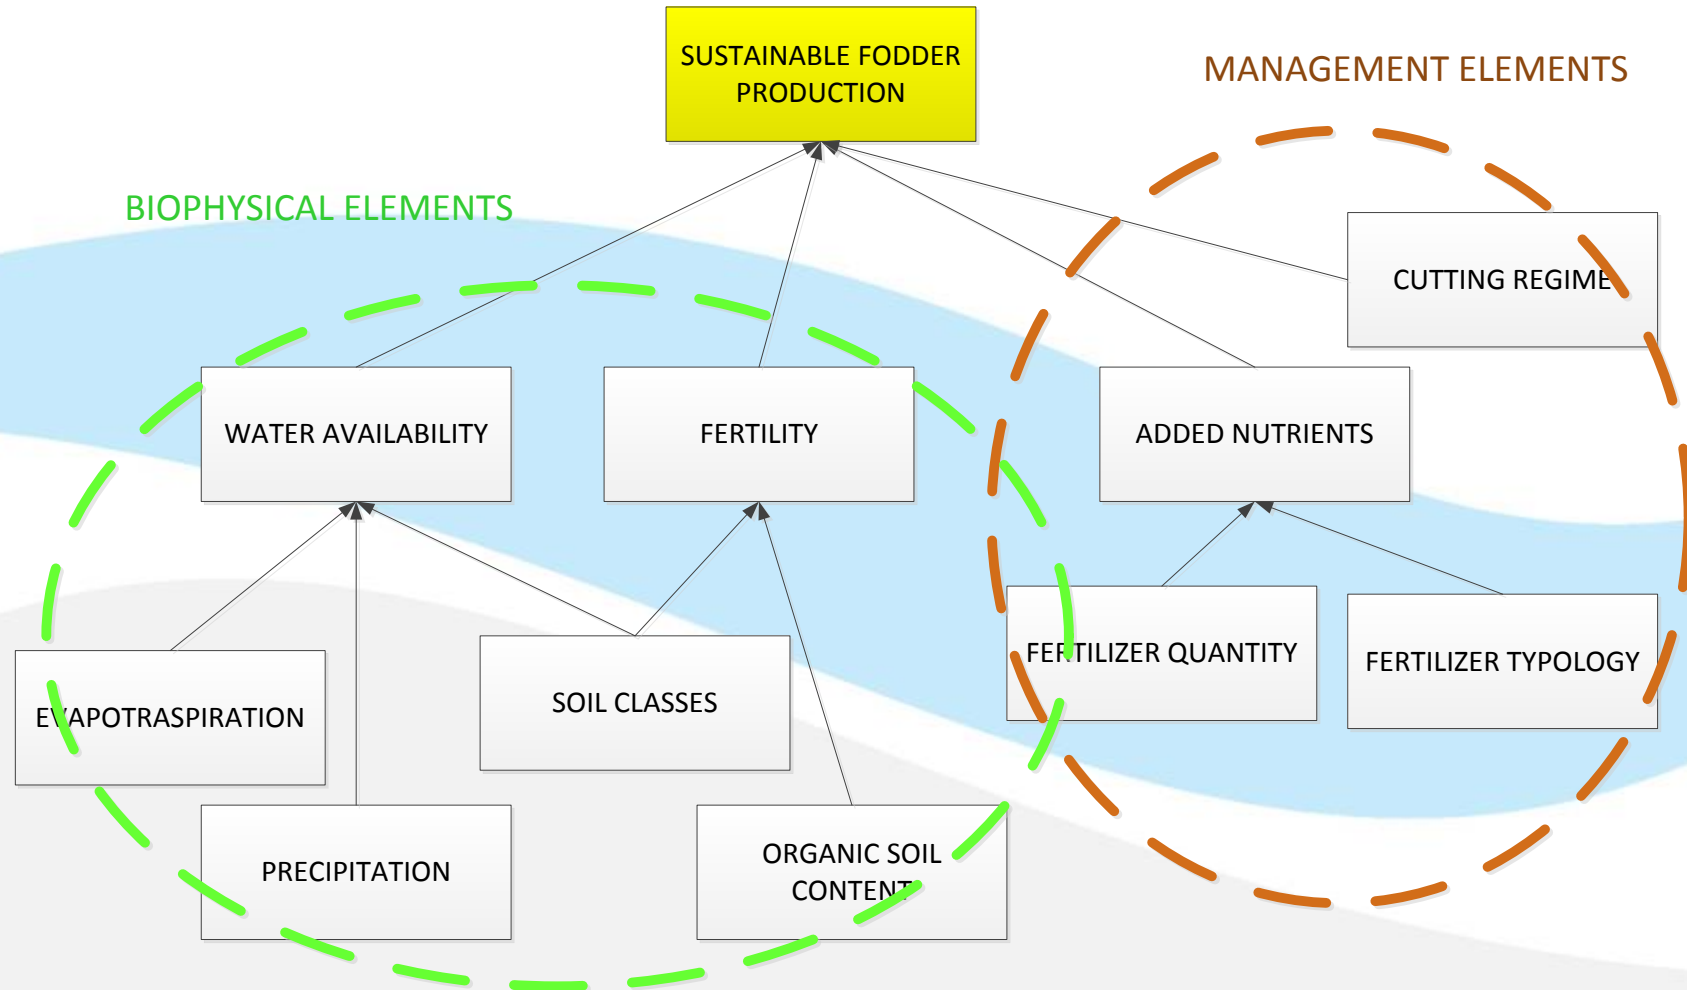 SUSTAINABLE FODDER
PRODUCTION
MANAGEMENT ELEMENTS
BIOPHYSICAL ELEMENTS
CUTTING REGIME
WATER AVAILABILITY
FERTILITY
ADDED NUTRIENTS
FERTILIZER QUANTITY
FERTILIZER TYPOLOGY
EVAPOTRASPIRATION
SOIL CLASSES
PRECIPITATION
ORGANIC SOIL
CONTENT